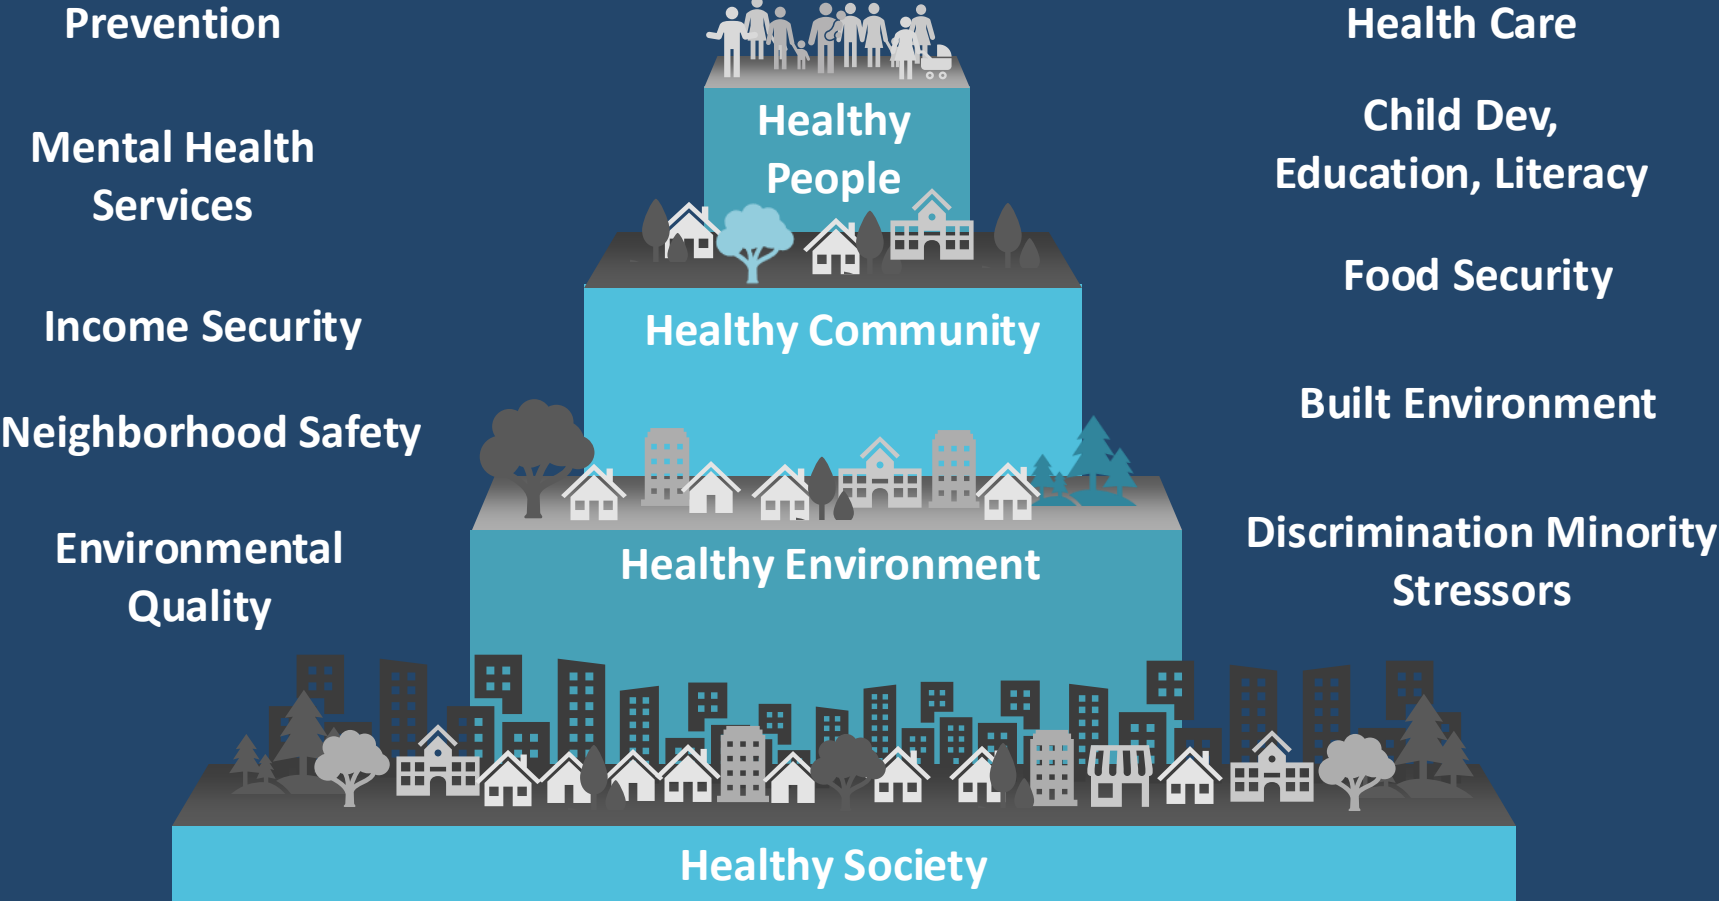 Prevention
Health Care
Healthy
People
Mental Health
Services
Child Dev,
Education, Literacy
Food Security
Income Security
Healthy Community
Neighborhood Safety
Built Environment
Environmental
Quality
Healthy Environment
Discrimination Minority
Stressors
Healthy Society